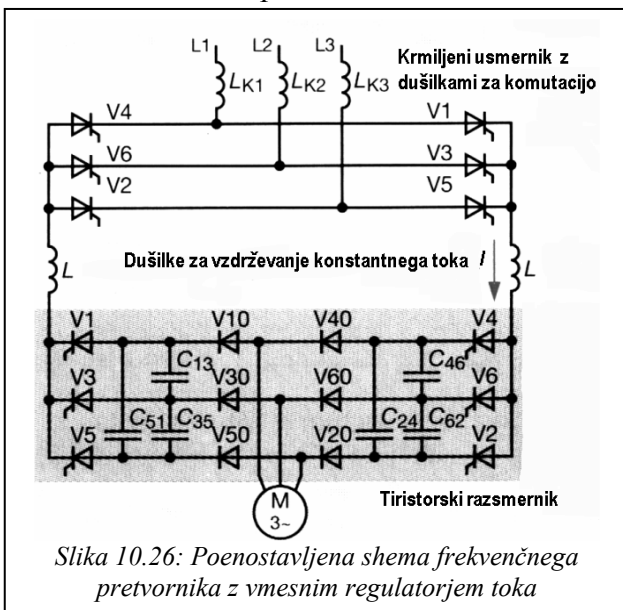 L1 L2 L3
Krmiljeni usmernik z
dušilkami za komutacijo
LK1 LK2 LK3
V4 V1
V6 V3
V2 V5
L Dušilke za vzdrževanje konstantnega toka I L
V1 V10 V40 V4
C13 C46
V3 V30 V60 V6
C51 C35 C24 C62
V5 V50 V20 V2
M
3~
Tiristorski razsmernik
Slika 10.26: Poenostavljena shema frekvenčnega
pretvornika z vmesnim regulatorjem toka